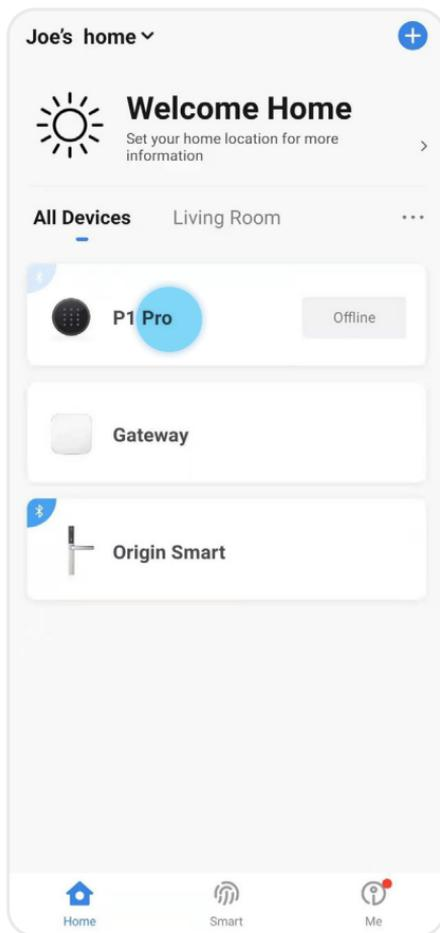 Joe's home
Welcome Home
Set your home location for more
information
All Devices
Living Room
P1 Pro
Offline
Gateway
Origin Smart
Home
Smart
Me